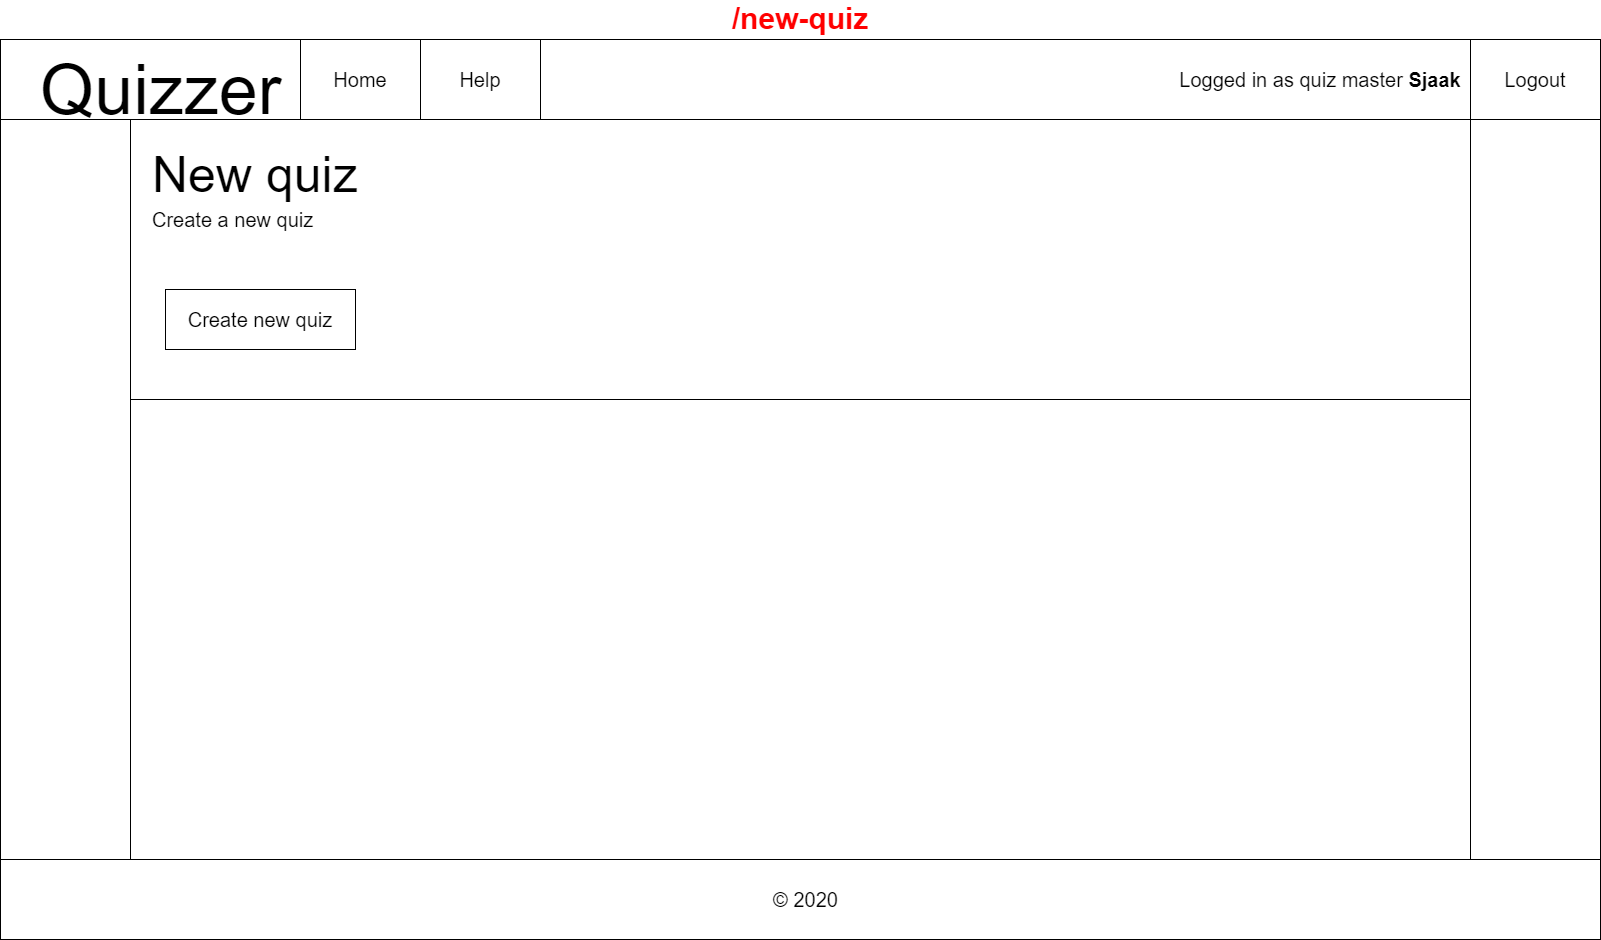 /new-quiz
Quizzer
Home
Help
Logged in as quiz master Sjaak
Logout
New quiz
Create a new quiz
Create new quiz
© 2020